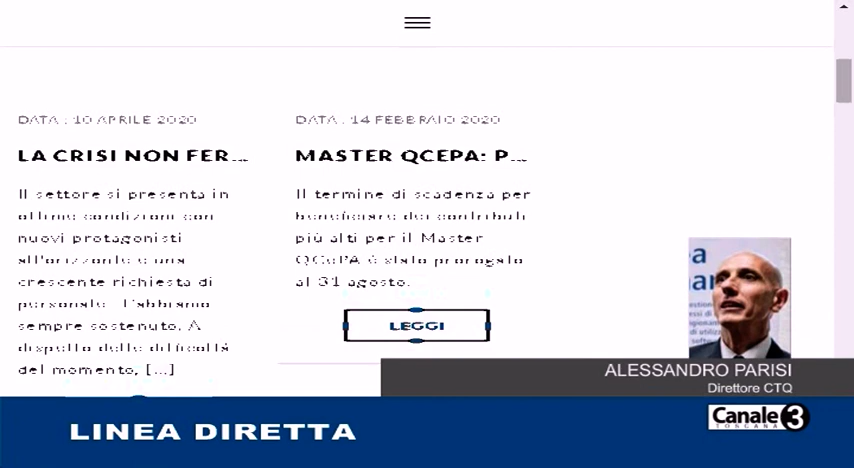 DATA : 10 APRILE 2020
LA CRISI NON FER...
Il settore si presenta in
ottime condizioni con
nuovi protagonisti
all'orizzonte e una
crescente richiesta di
personale. L'abbiamo
sempre sostenuto. A
dispetto delle difficoltà
del momento, [...]
DATA : 14 FEBBRAIO 2020
MASTER QCEPA: P...
Il termine di scadenza per
beneficiare dei contributi
più alti per il Master
QCePA è stato prorogato
al 31 agosto.
LEGGI
ALESSANDRO PARISI
Direttore CTQ
LINEA DIRETTA
Canale 3
TOSCANA